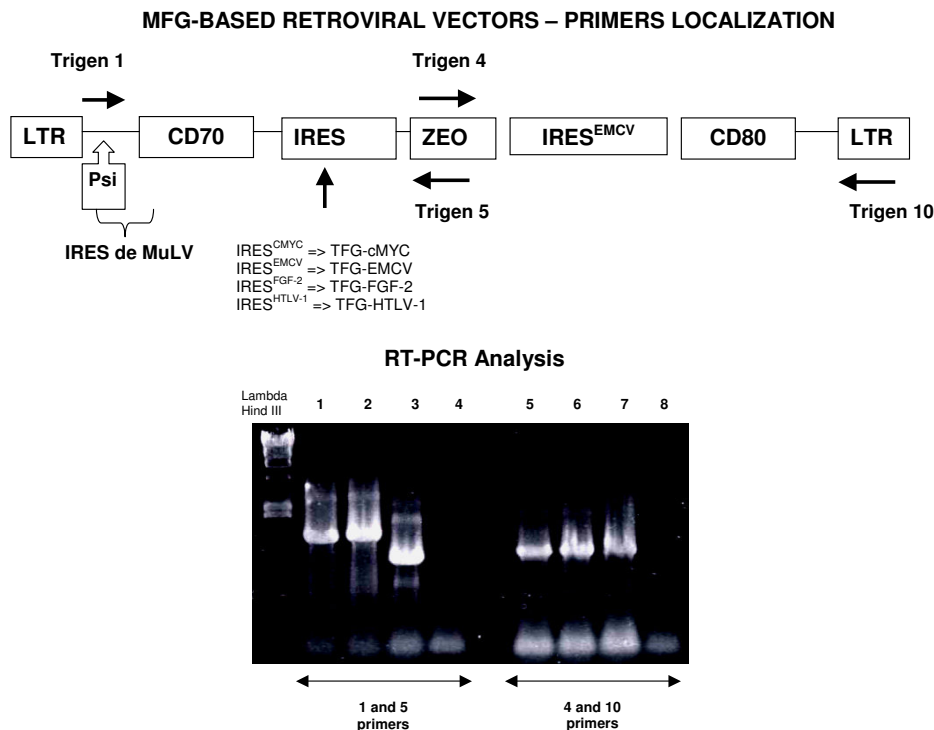 MFG-BASED RETROVIRAL VECTORS – PRIMERS LOCALIZATION
Trigen 1
Trigen 4
LTR
CD70
IRES
ZEO
IRES^EMCV
CD80
LTR
Psi
Trigen 5
Trigen 10
IRES de MuLV
IRES^CMYC => TFG-cMYC
IRES^EMCV => TFG-EMCV
IRES^FGF-2 => TFG-FGF-2
IRES^HTLV-1 => TFG-HTLV-1
RT-PCR Analysis
Lambda
Hind III
1 2 3 4 5 6 7 8
1 and 5
primers
4 and 10
primers